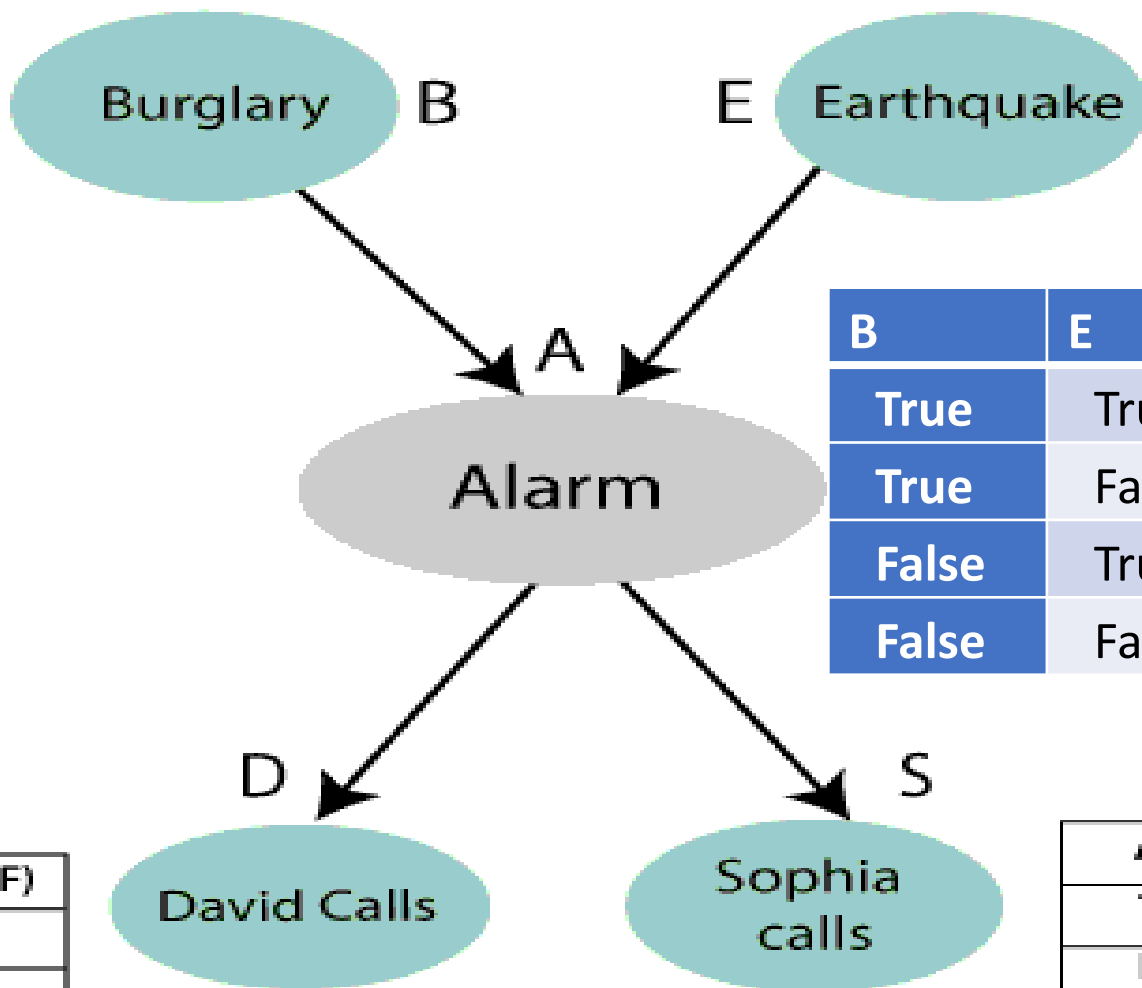 Burglary B
E Earthquake
A
Alarm
B E
True
True
False
False
D
S
David Calls
Sophia
calls
F)